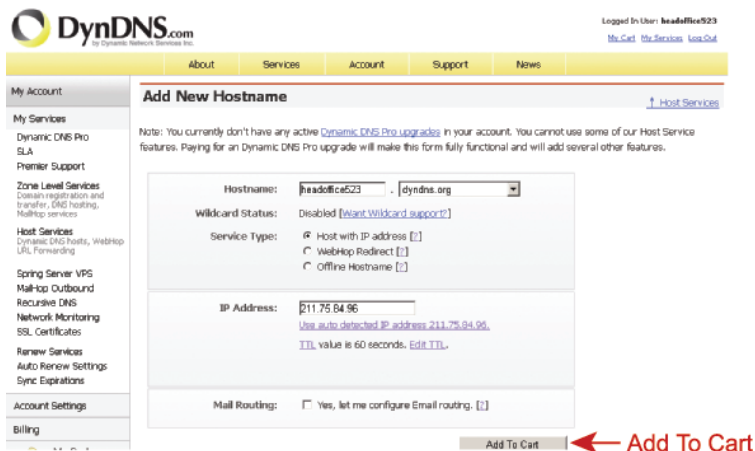 DynDNS.com
by Dynamic Network Services Inc.
Logged In User: headoffice523
My Cart My Services Log Out
About Services Account Support News
My Account
My Services
Dynamic DNS Pro
SLA
Premier Support
Zone Level Services
Domain registration and
transfer, DNS hosting,
MailHop services
Host Services
Dynamic DNS hosts, WebHop
URL Forwarding
Spring Server VPS
MailHop Outbound
Recursive DNS
Network Monitoring
SSL Certificates
Renew Services
Auto Renew Settings
Sync Expirations
Account Settings
Billing
Add New Hostname
↑ Host Services
Note: You currently don't have any active Dynamic DNS Pro upgrades in your account. You cannot use some of our Host Service
features. Paying for an Dynamic DNS Pro upgrade will make this form fully functional and will add several other features.
Hostname: headoffice523 . dyndns.org
Wildcard Status: Disabled [Want Wildcard support?]
Service Type: Host with IP address [?]
WebHop Redirect [?]
Offline Hostname [?]
IP Address: 211.75.84.96
Use auto detected IP address 211.75.84.96.
TTL value is 60 seconds. Edit TTL.
Mail Routing: Yes, let me configure Email routing. [?]
Add To Cart
Add To Cart